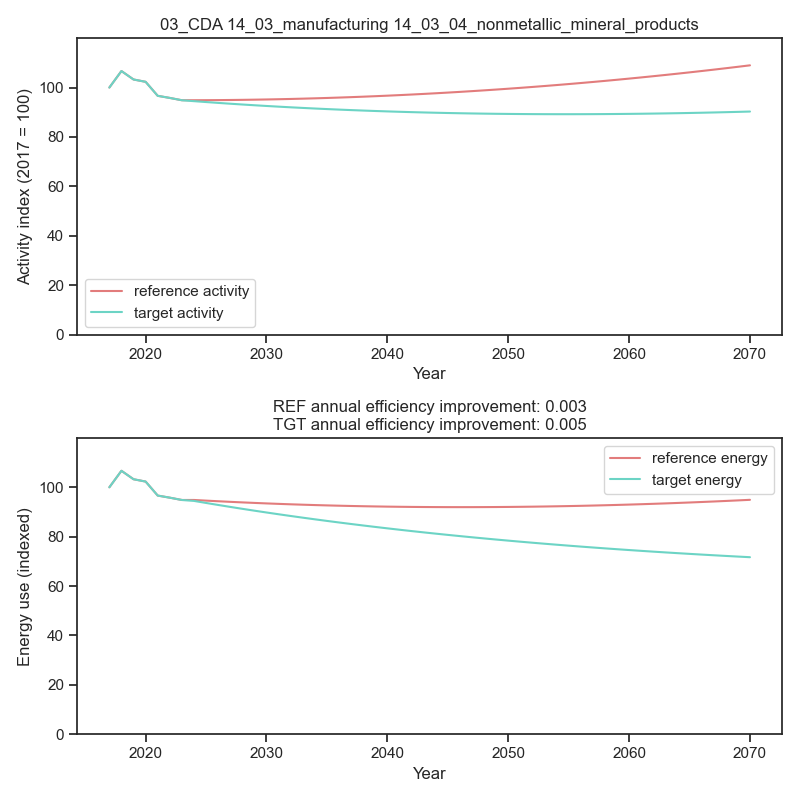 03_CDA 14_03_manufacturing 14_03_04_nonmetallic_mineral_products
Activity index (2017 = 100)
100
80
60
40
20
0
reference activity
target activity
2020 2030 2040 2050 2060 2070
Year
REF annual efficiency improvement: 0.003
TGT annual efficiency improvement: 0.005
Energy use (indexed)
100
80
60
40
20
0
reference energy
target energy
2020 2030 2040 2050 2060 2070
Year